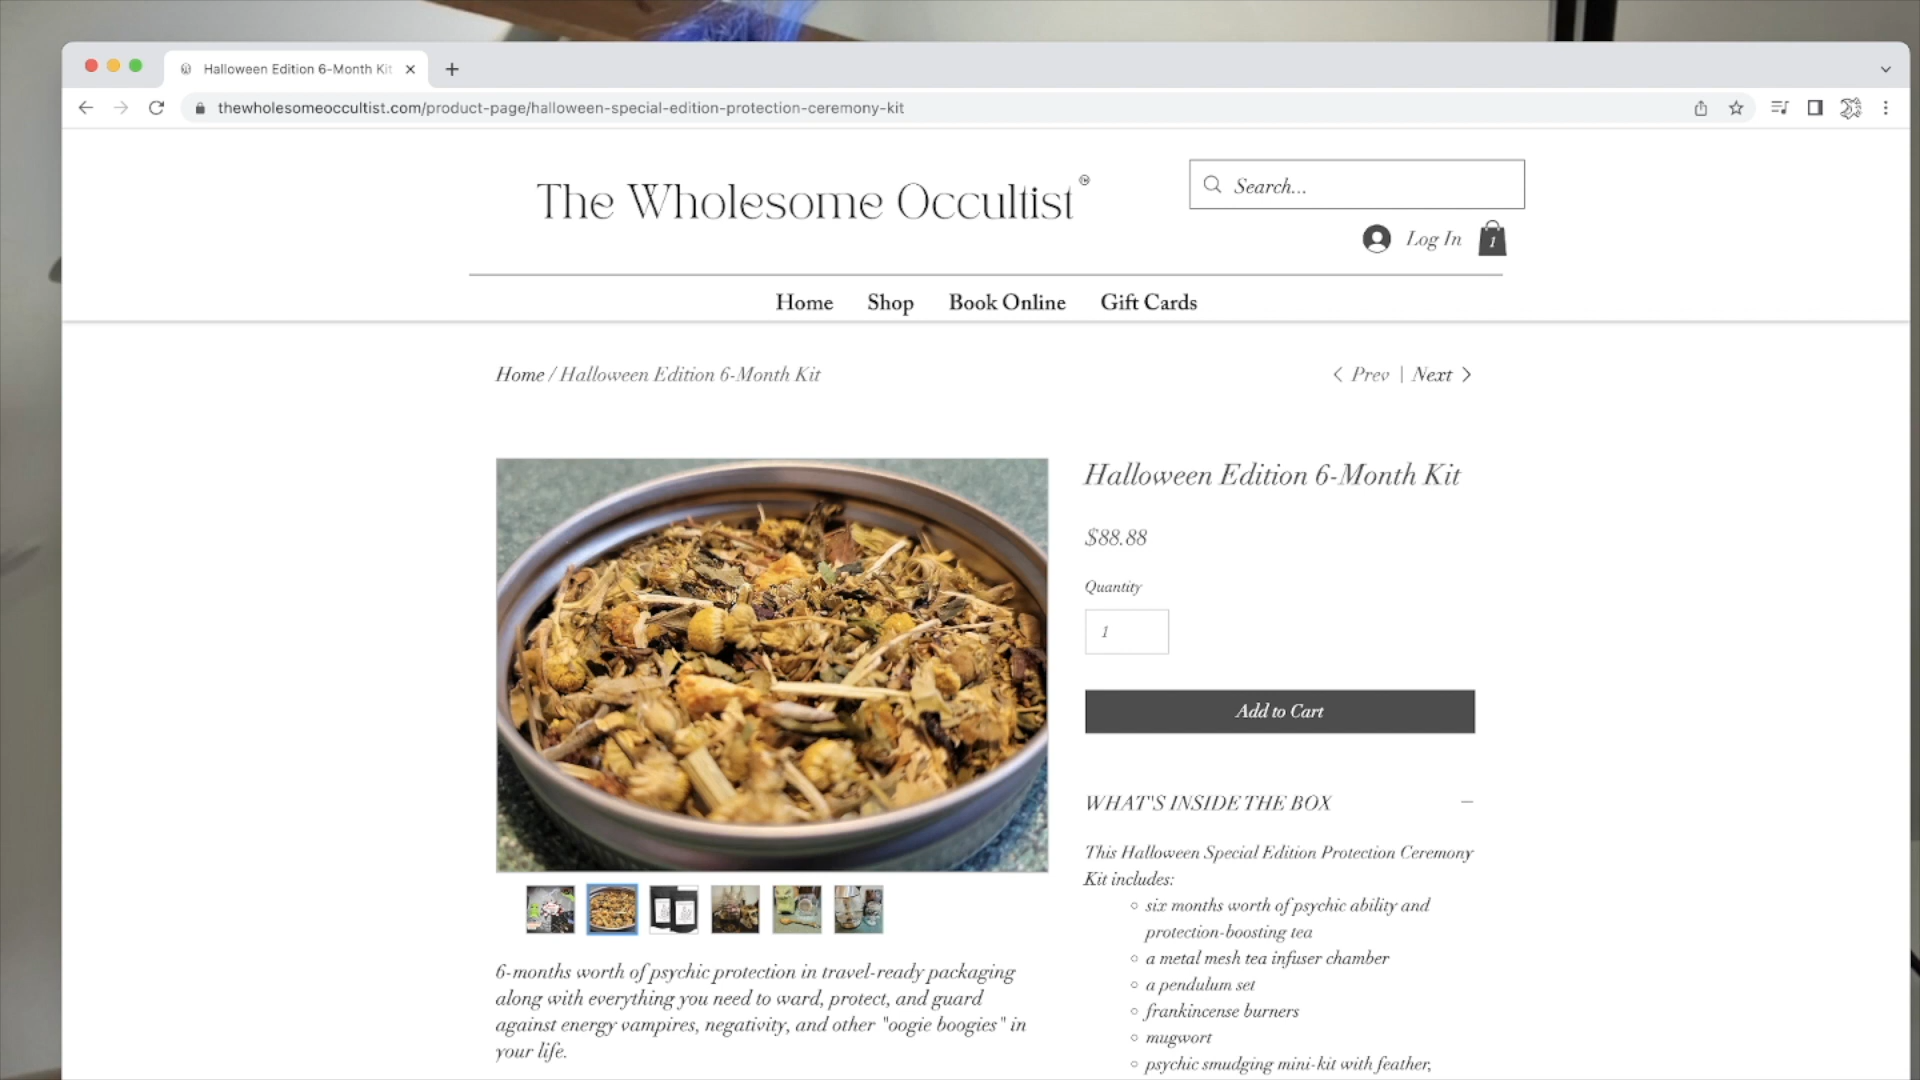 Halloween Edition 6-Month Kit
thewholesomeoccultist.com/product-page/halloween-special-edition-protection-ceremony-kit
The Wholesome Occultist
Search...
Log In
1
Home
Shop
Book Online
Gift Cards
Home / Halloween Edition 6-Month Kit
Prev | Next
Halloween Edition 6-Month Kit
$88.88
Quantity
1
Add to Cart
WHAT'S INSIDE THE BOX
This Halloween Special Edition Protection Ceremony
Kit includes:
six months worth of psychic ability and
protection-boosting tea
a metal mesh tea infuser chamber
a pendulum set
frankincense burners
mugwort
psychic smudging mini-kit with feather,
6-months worth of psychic protection in travel-ready packaging
along with everything you need to ward, protect, and guard
against energy vampires, negativity, and other "oogie boogies" in
your life.